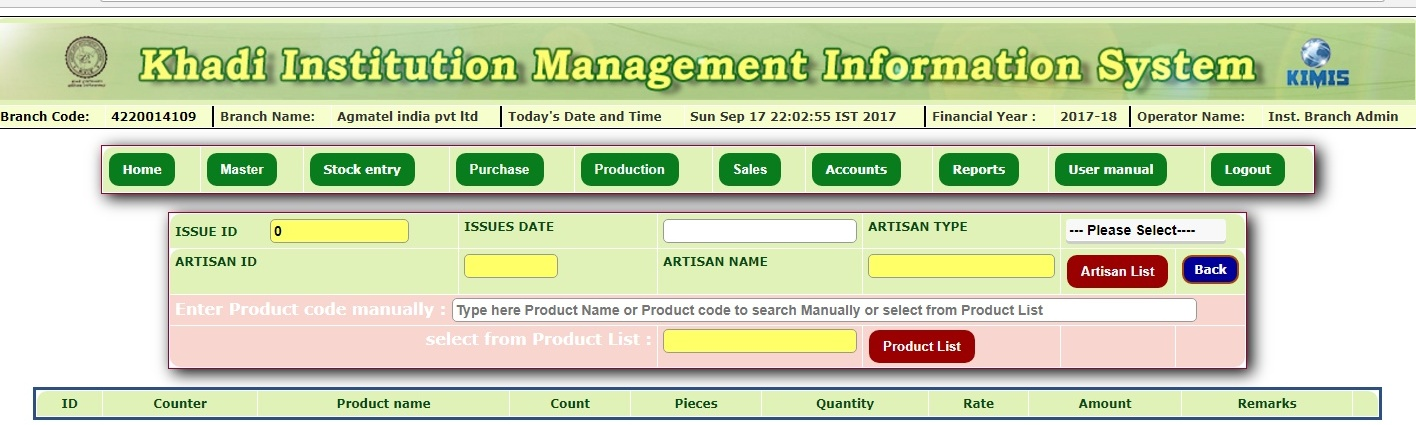 Khadi Institution Management Information System
KIMIS
Branch Code: 4220014109 Branch Name: Agmatel india pvt ltd Today's Date and Time Sun Sep 17 22:02:55 IST 2017 Financial Year : 2017-18 Operator Name: Inst. Branch Admin
Home Master Stock entry Purchase Production Sales Accounts Reports User manual Logout
ISSUE ID 0 ISSUES DATE ARTISAN TYPE --- Please Select----
ARTISAN ID ARTISAN NAME Artisan List Back
Enter Product code manually : Type here Product Name or Product code to search Manually or select from Product List
select from Product List : Product List
ID Counter Product name Count Pieces Quantity Rate Amount Remarks